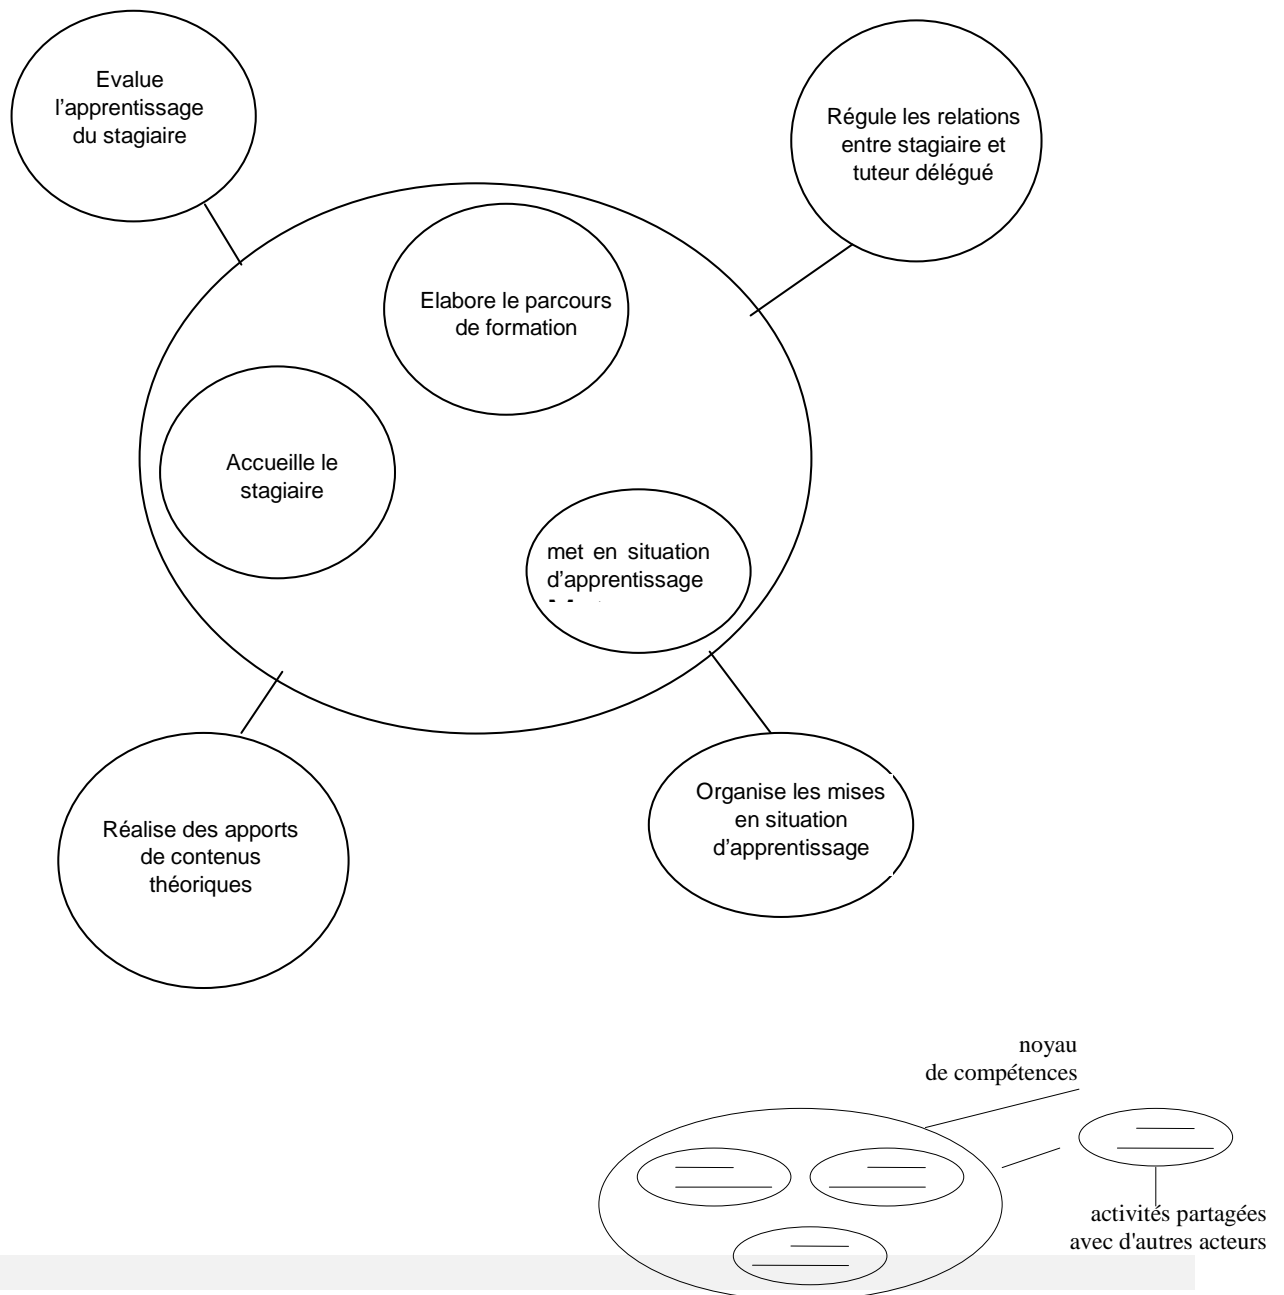 Evalue
l'apprentissage
du stagiaire
Régule les relations
entre stagiaire et
tuteur délégué
Elabore le parcours
de formation
Accueille le
stagiaire
met en situation
d'apprentissage
Réalise des apports
de contenus
théoriques
Organise les mises
en situation
d'apprentissage
noyau
de compétences
activités partagées
avec d'autres acteurs